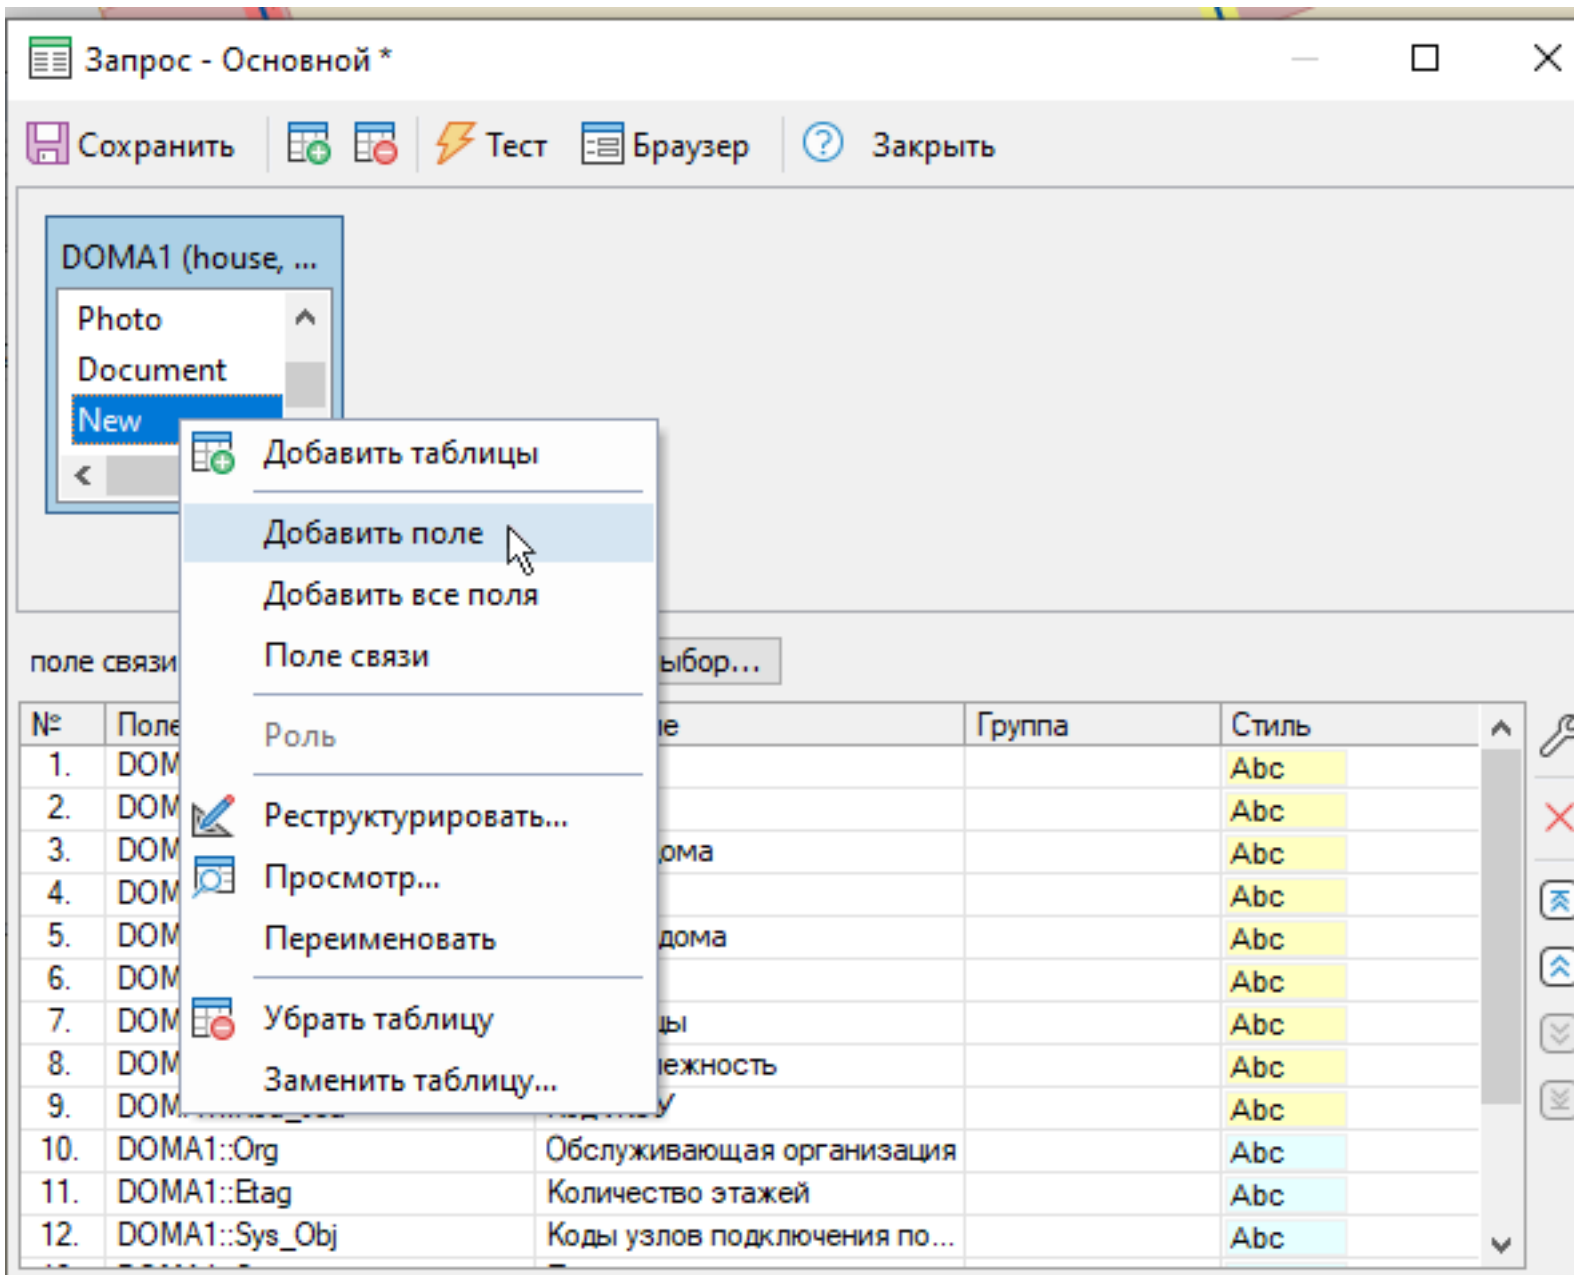 Запрос - Основной *
Сохранить Тест Браузер ? Закрыть
DOMA1 (house, ...
Photo
Document
New
Добавить таблицы
Добавить поле
Добавить все поля
Поле связи
Роль
Реструктурировать...
Просмотр...
Переименовать
Убрать таблицу
Заменить таблицу...
поле связи ыбор...
№ Поле е Группа Стиль
1. DOM Abc
2. DOM Abc
3. DOM ома Abc
4. DOM Abc
5. DOM дома Abc
6. DOM Abc
7. DOM цы Abc
8. DOM лежность Abc
9. DOM Abc
10. DOMA1::Org Обслуживающая организация Abc
11. DOMA1::Etag Количество этажей Abc
12. DOMA1::Sys_Obj Коды узлов подключения по... Abc